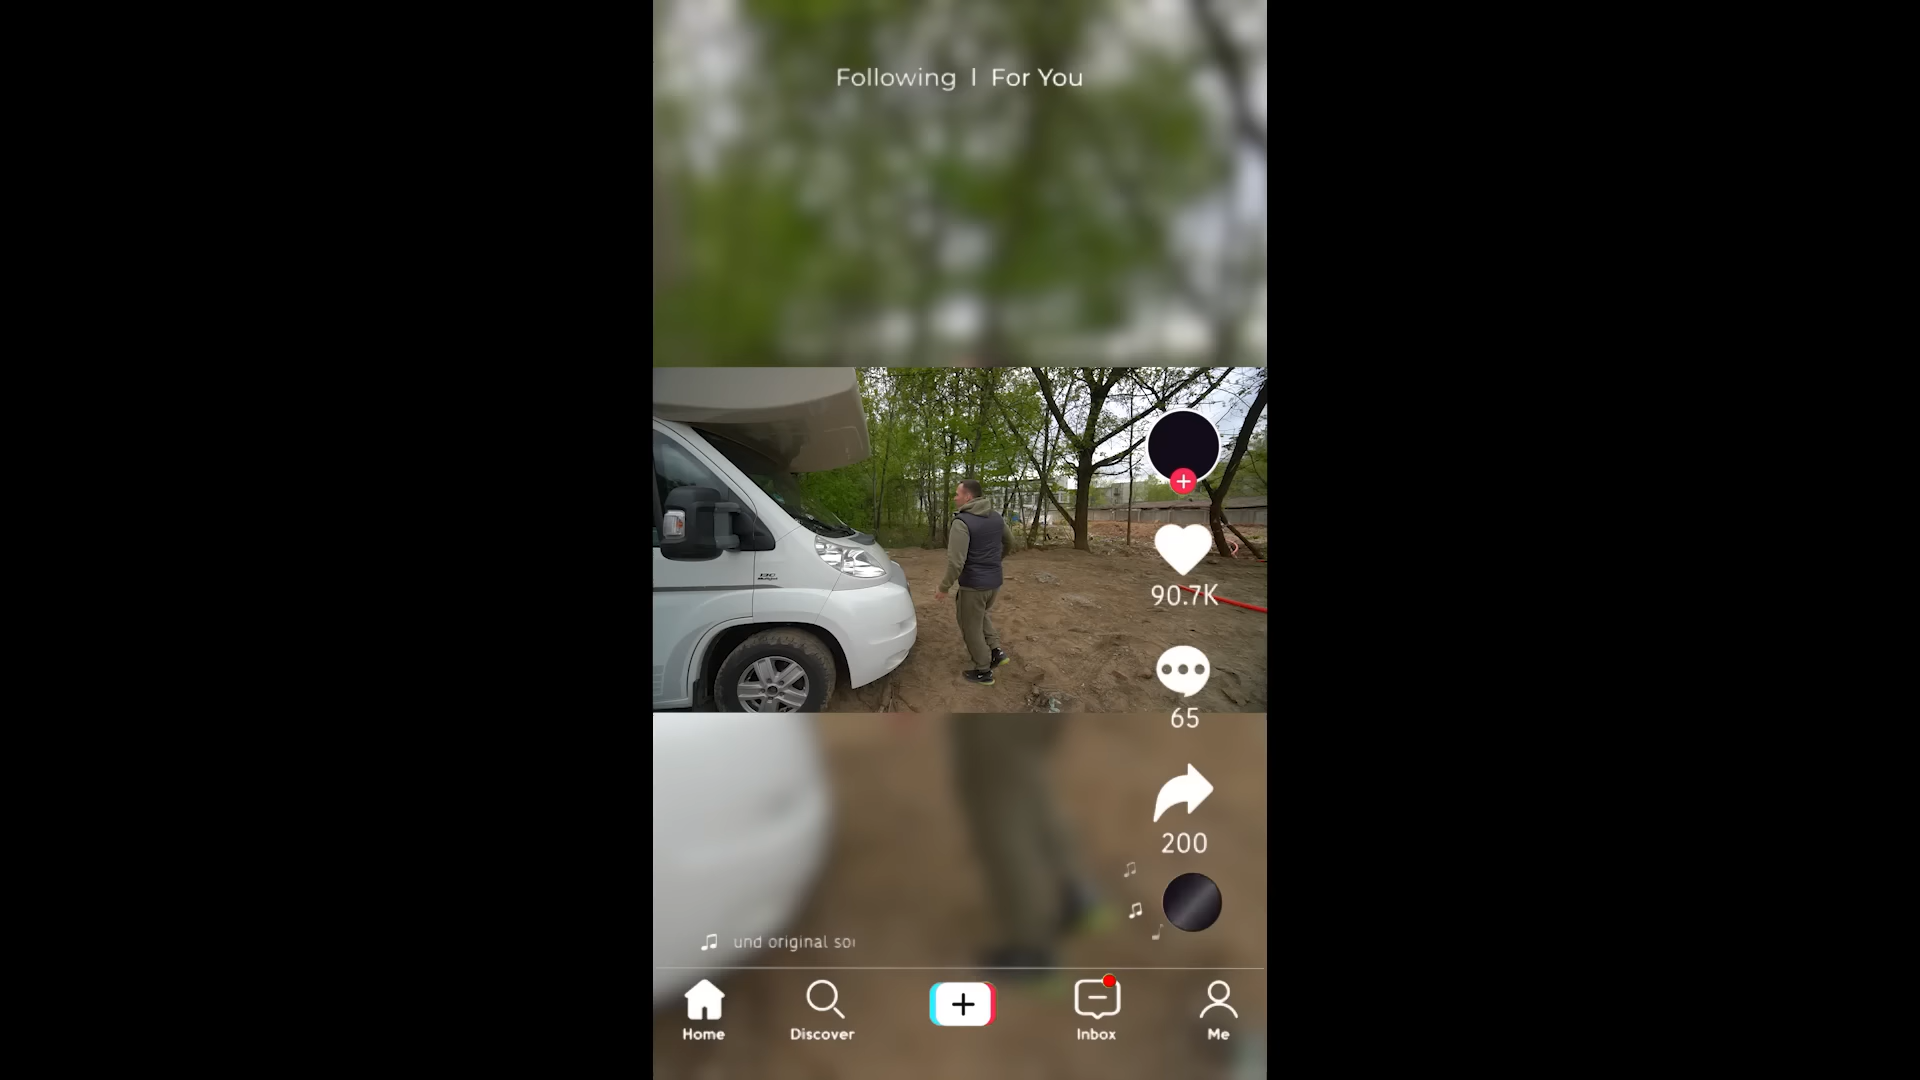 Following | For You
90.7K
65
200
und original so
Home
Discover
Inbox
Me